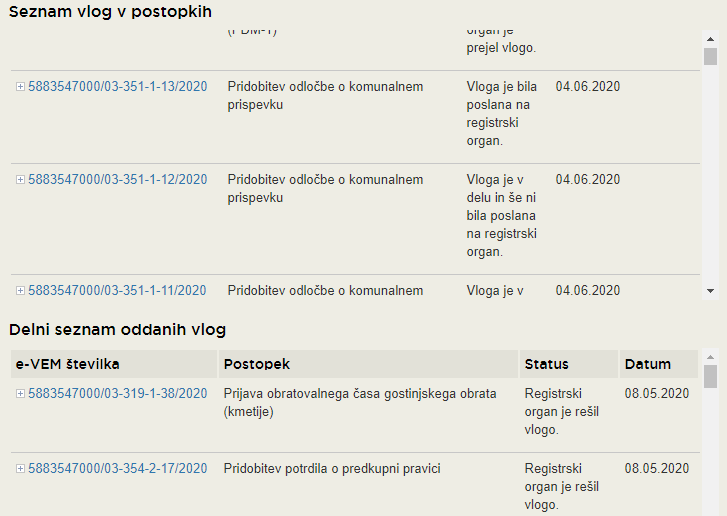 Seznam vlog v postopkih
organ je
prejel vlogo.
5883547000/03-351-1-13/2020 Pridobitev odločbe o komunalnem Vloga je bila 04.06.2020
prispevku poslana na
registrski
organ.
5883547000/03-351-1-12/2020 Pridobitev odločbe o komunalnem Vloga je v 04.06.2020
prispevku delu in še ni
bila poslana
na registrski
organ.
5883547000/03-351-1-11/2020 Pridobitev odločbe o komunalnem Vloga je v 04.06.2020
Delni seznam oddanih vlog
e-VEM številka Postopek Status Datum
5883547000/03-319-1-38/2020 Prijava obratovalnega časa gostinjskega obrata Registrski 08.05.2020
(kmetije) organ je rešil
vlogo.
5883547000/03-354-2-17/2020 Pridobitev potrdila o predkupni pravici Registrski 08.05.2020
organ je rešil
vlogo.